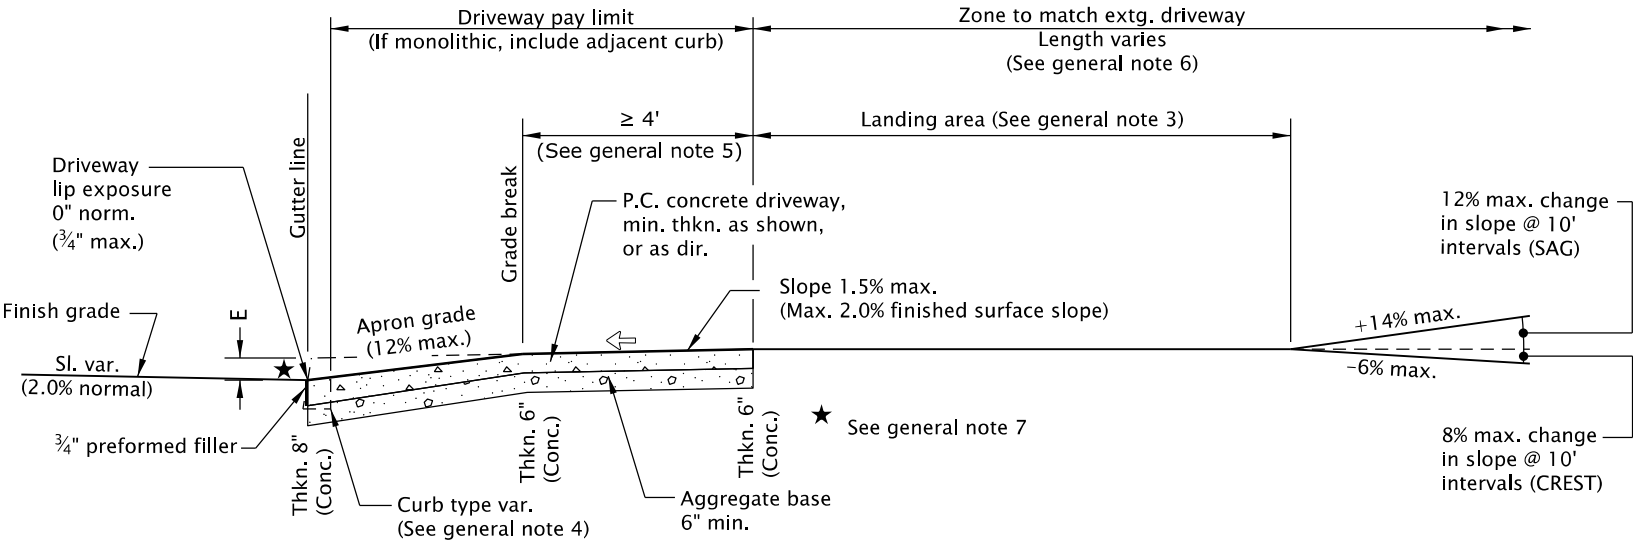 Driveway pay limit
(If monolithic, include adjacent curb)
Zone to match extg. driveway
Length varies
(See general note 6)
≥ 4'
(See general note 5)
Landing area (See general note 3)
Driveway
lip exposure
0" norm.
(¾" max.)
Gutter line
Grade break
P.C. concrete driveway,
min. thkn. as shown,
or as dir.
12% max. change
in slope @ 10'
intervals (SAG)
Slope 1.5% max.
(Max. 2.0% finished surface slope)
Finish grade
E
Apron grade
(12% max.)
+14% max.
Sl. var.
(2.0% normal)
-6% max.
¾" preformed filler
Thkn. 8"
(Conc.)
Thkn. 6"
(Conc.)
Thkn. 6"
(Conc.)
★ See general note 7
8% max. change
in slope @ 10'
intervals (CREST)
Curb type var.
(See general note 4)
Aggregate base
6" min.